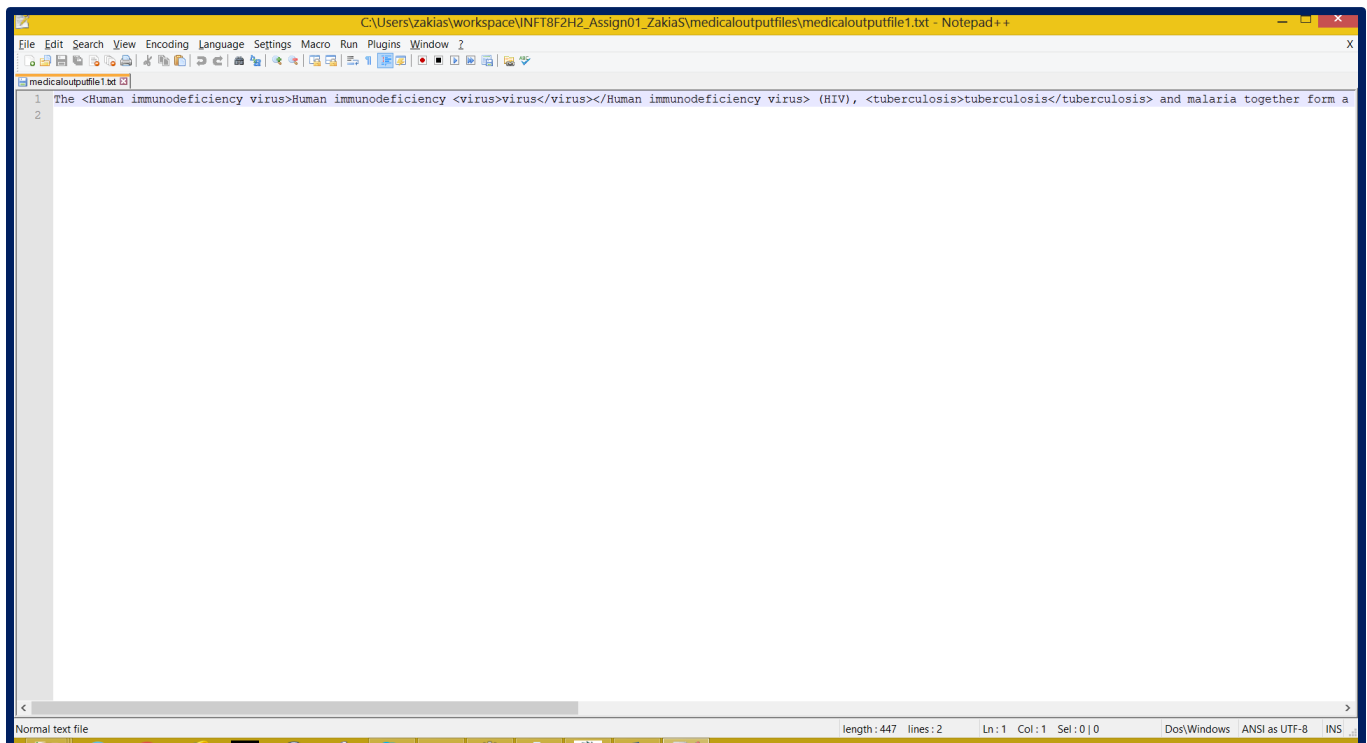 C:\Users\zakias\workspace\INFT8F2H2_Assign01_ZakiaS\medicaloutputfiles\medicaloutputfile1.txt - Notepad++
File Edit Search View Encoding Language Settings Macro Run Plugins Window ? X
medicaloutputfile1.txt
1 The <Human immunodeficiency virus>Human immunodeficiency <virus>virus</virus></Human immunodeficiency virus> (HIV), <tuberculosis>tuberculosis</tuberculosis> and malaria together form a
2
Normal text file length : 447 lines : 2 Ln : 1 Col : 1 Sel : 0 | 0 Dos\Windows ANSI as UTF-8 INS